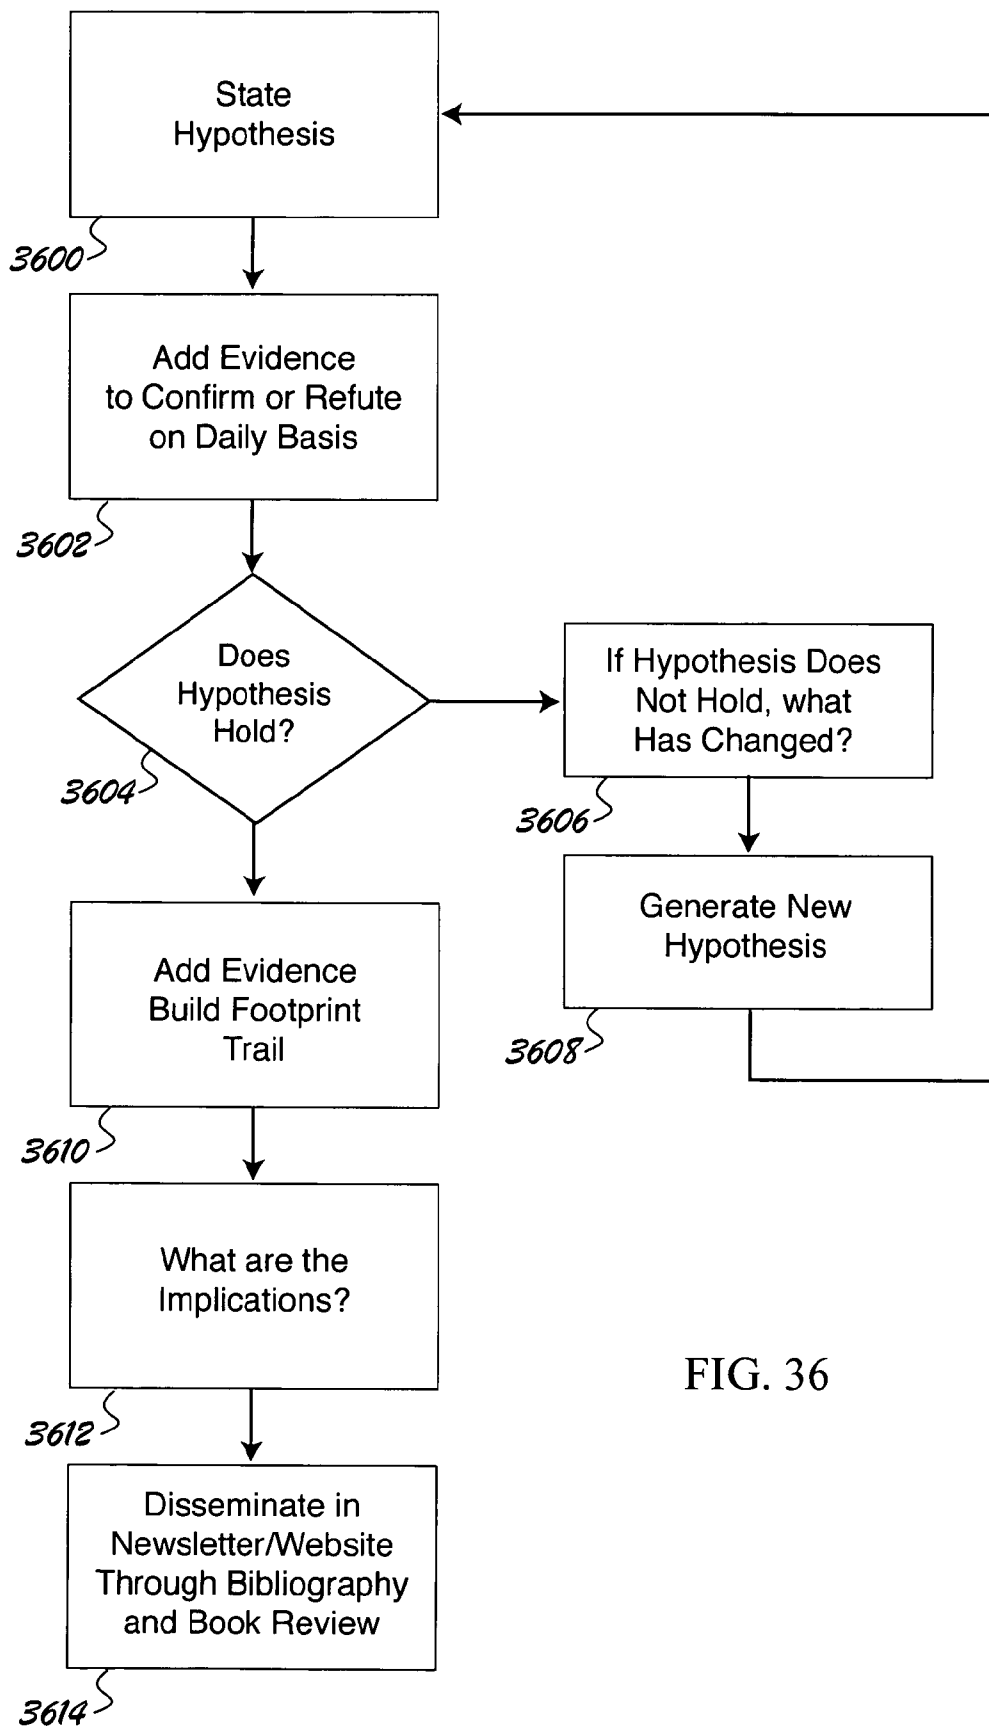 State
Hypothesis
3600
Add Evidence
to Confirm or Refute
on Daily Basis
3602
Does
Hypothesis
Hold?
3604
If Hypothesis Does
Not Hold, what
Has Changed?
3606
Generate New
Hypothesis
3608
Add Evidence
Build Footprint
Trail
3610
What are the
Implications?
3612
FIG. 36
Disseminate in
Newsletter/Website
Through Bibliography
and Book Review
3614